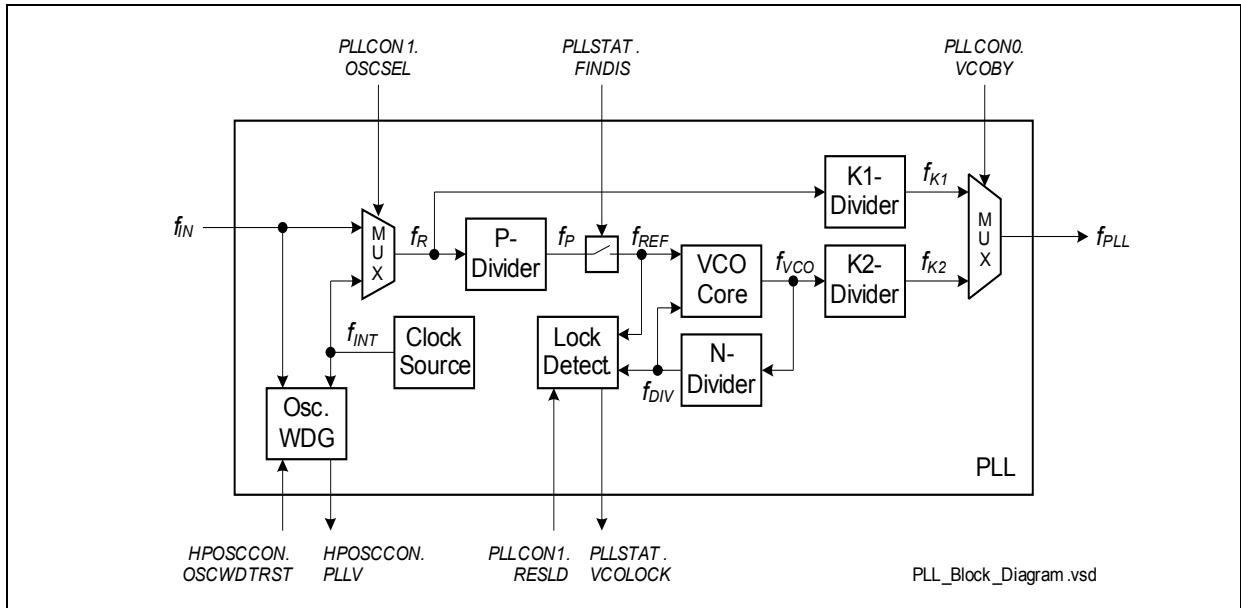 PLLCON1.
OSCSEL
PLLSTAT.
FINDIS
PLLCON0.
VCOBY
fIN
MUX
fR
P-
Divider
fP
fREF
VCO
Core
fVCO
K1-
Divider
fK1
K2-
Divider
fK2
MUX
fPLL
fINT
Clock
Source
Lock
Detect.
fDIV
N-
Divider
Osc.
WDG
PLL
HPOSCCON.
OSCWDTRST
HPOSCCON.
PLLV
PLLCON1.
RESLD
PLLSTAT.
VCOLOCK
PLL_Block_Diagram.vsd